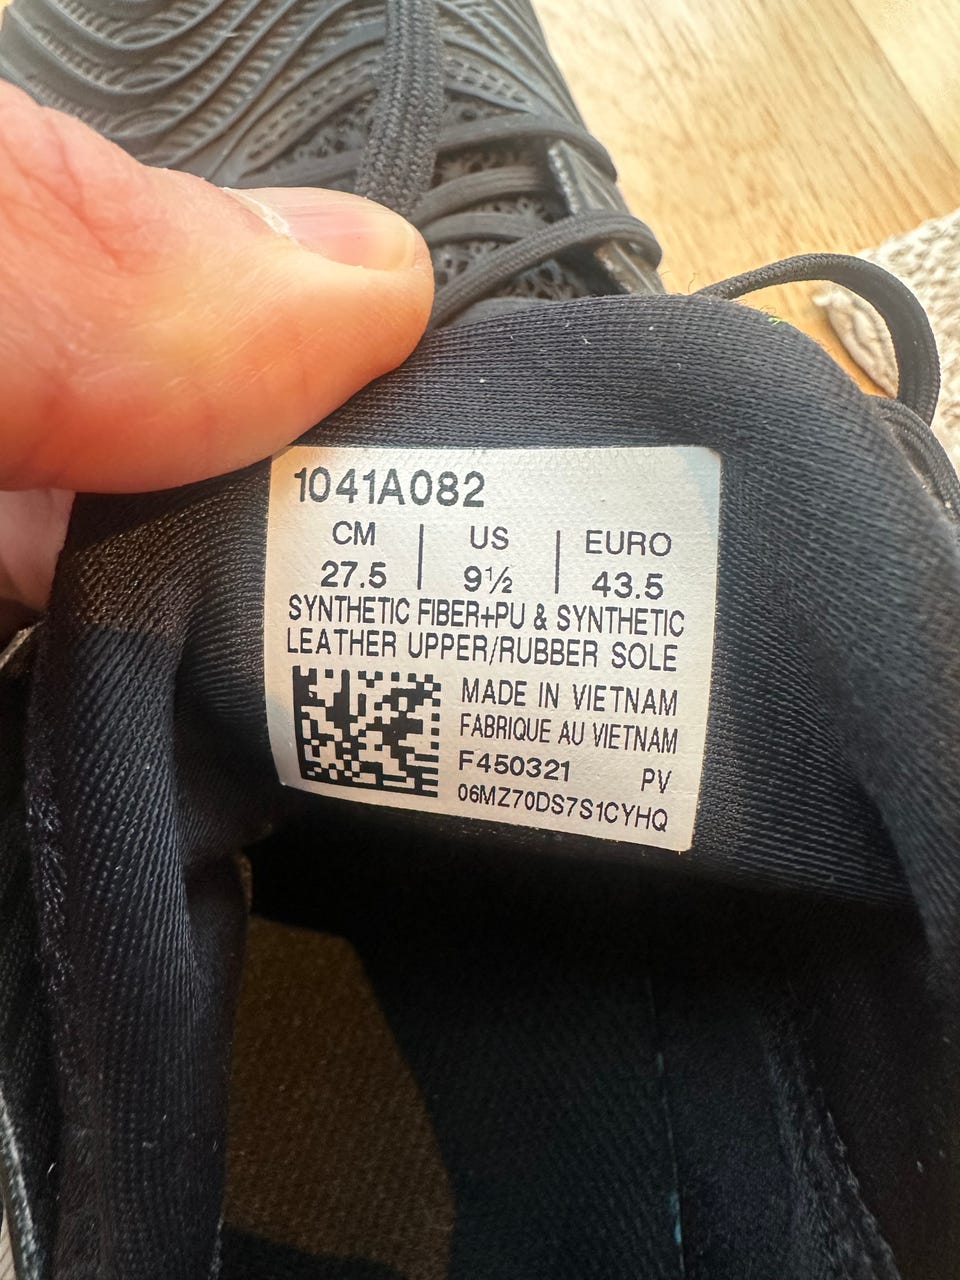 1041A082
CM | US | EURO
27.5 | 9½ | 43.5
SYNTHETIC FIBER+PU & SYNTHETIC
LEATHER UPPER/RUBBER SOLE
MADE IN VIETNAM
FABRIQUE AU VIETNAM
F450321 PV
06MZ70DS7S1CYHQ